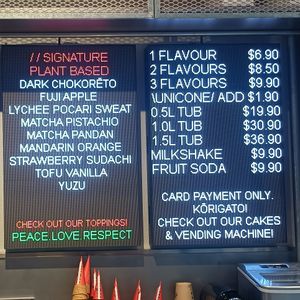 // SIGNATURE
PLANT BASED
DARK CHOKORĒTO
FUJI APPLE
LYCHEE POCARI SWEAT
MATCHA PISTACHIO
MATCHA PANDAN
MANDARIN ORANGE
STRAWBERRY SUDACHI
TOFU VANILLA
YUZU
CHECK OUT OUR TOPPINGS!
PEACE.LOVE.RESPECT
1 FLAVOUR $6.90
2 FLAVOURS $8.50
3 FLAVOURS $9.90
\UNICONE/ ADD $1.90
0.5L TUB $19.90
1.0L TUB $30.90
1.5L TUB $36.90
MILKSHAKE $9.90
FRUIT SODA $9.90
CARD PAYMENT ONLY.
KŌRIGATO!
CHECK OUT OUR CAKES
& VENDING MACHINE!